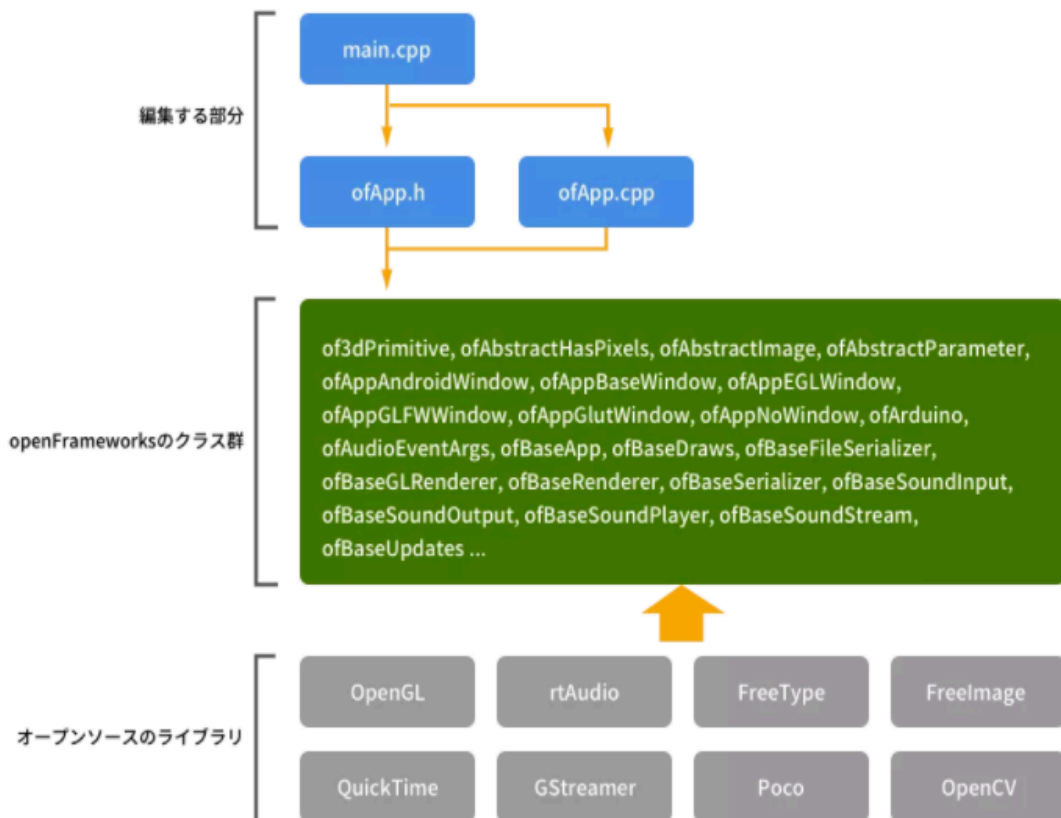 main.cpp
編集する部分
ofApp.h
ofApp.cpp
openFrameworksのクラス群
of3dPrimitive, ofAbstractHasPixels, ofAbstractImage, ofAbstractParameter,
ofAppAndroidWindow, ofAppBaseWindow, ofAppEGLWindow,
ofAppGLFWWindow, ofAppGlutWindow, ofAppNoWindow, ofArduino,
ofAudioEventArgs, ofBaseApp, ofBaseDraws, ofBaseFileSerializer,
ofBaseGLRenderer, ofBaseRenderer, ofBaseSerializer, ofBaseSoundInput,
ofBaseSoundOutput, ofBaseSoundPlayer, ofBaseSoundStream,
ofBaseUpdates ...
オープンソースのライブラリ
OpenGL
rtAudio
FreeType
FreeImage
QuickTime
GStreamer
Poco
OpenCV